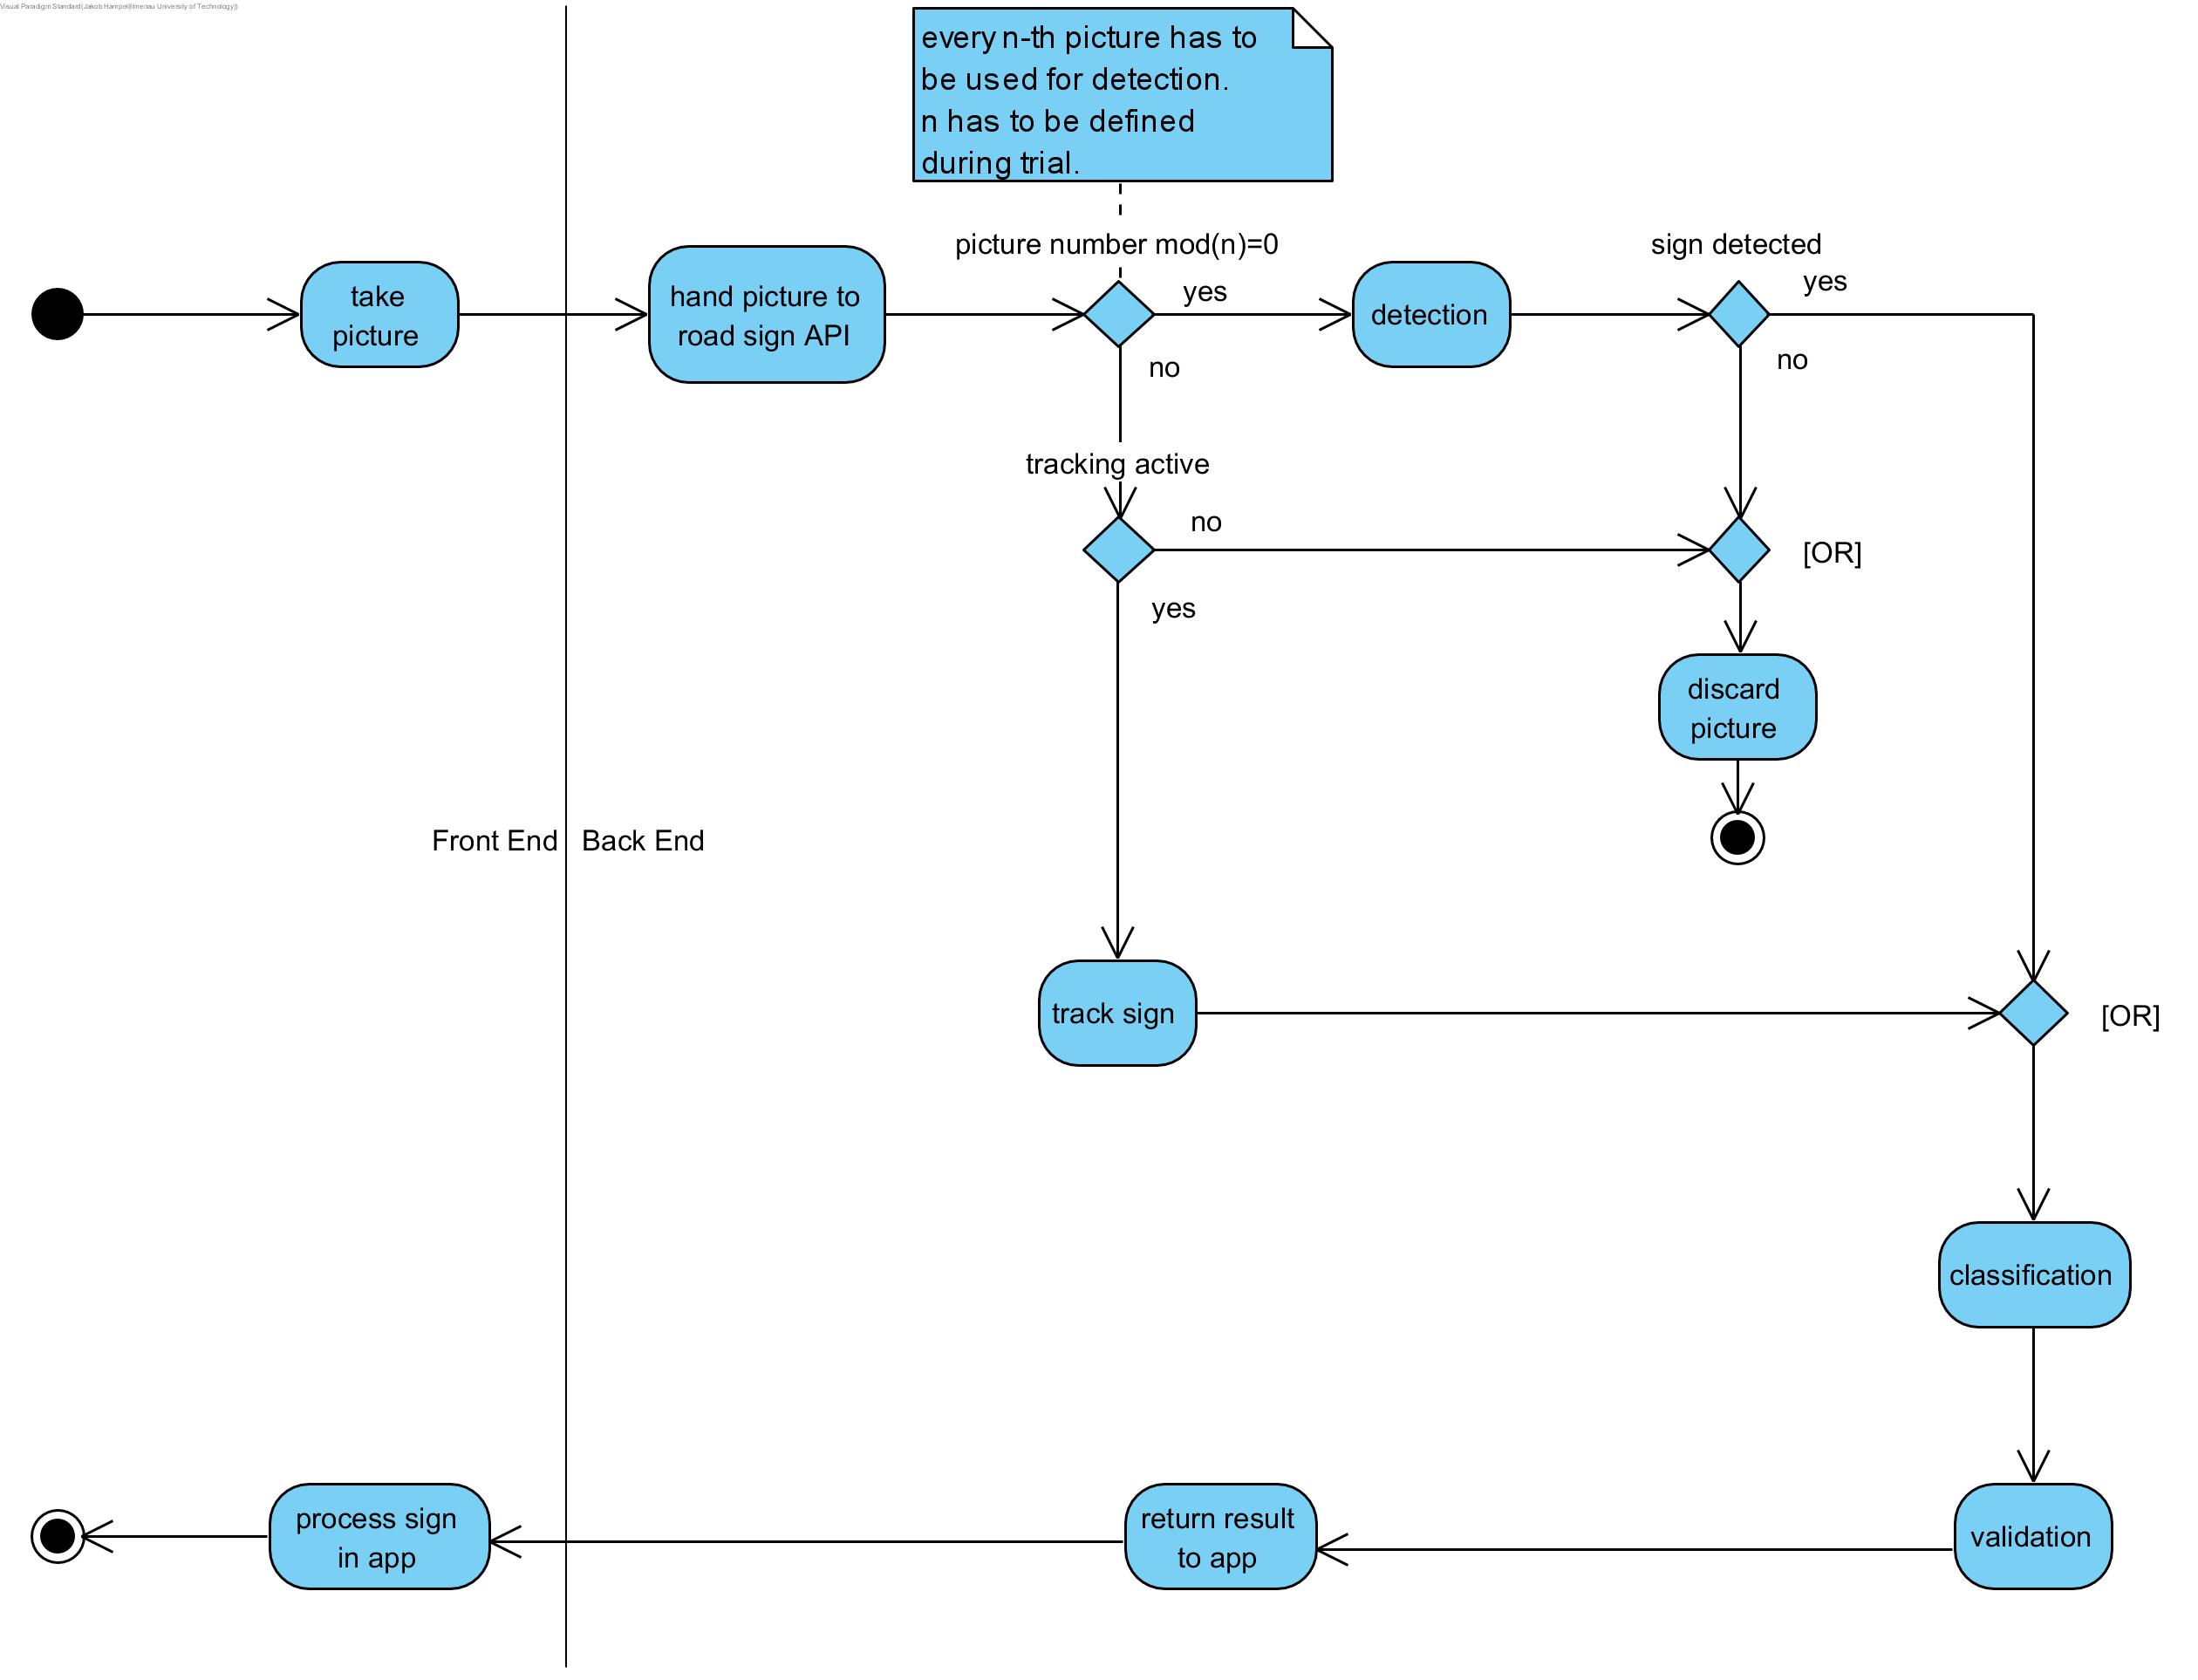 Visual Paradigm Standard(Jakob Hampel(Ilmenau University of Technology))
every n-th picture has to
be used for detection.
n has to be defined
during trial.
picture number mod(n)=0
sign detected
take
picture
hand picture to
road sign API
yes
no
detection
yes
no
tracking active
no
yes
[OR]
discard
picture
Front End
Back End
track sign
[OR]
classification
process sign
in app
return result
to app
validation